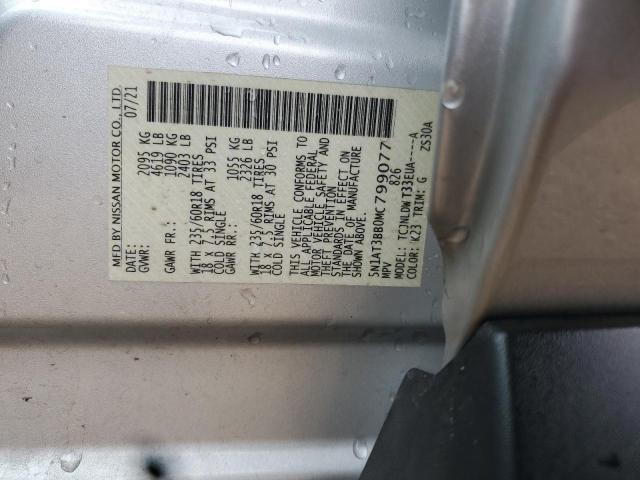 MFD BY NISSAN MOTOR CO., LTD.
DATE: 07/21
GVWR: 2095 KG
4619 LB
GAWR FR.: 1090 KG
2403 LB
WITH 235/60R18 TIRES
18 X 7.5 RIMS AT 33 PSI
COLD SINGLE
GAWR RR.: 1055 KG
2326 LB
WITH 235/60R18 TIRES
18 X 7.5 RIMS AT 30 PSI
COLD SINGLE
THIS VEHICLE CONFORMS TO
ALL APPLICABLE FEDERAL
MOTOR VEHICLE SAFETY AND
THEFT PREVENTION
STANDARDS IN EFFECT ON
THE DATE OF MANUFACTURE
SHOWN ABOVE.
5N1AT3BB0MC799077
MPV 826
MODEL: TCJNLDWT33EUA----A
COLOR: K23 TRIM: G ZS30A